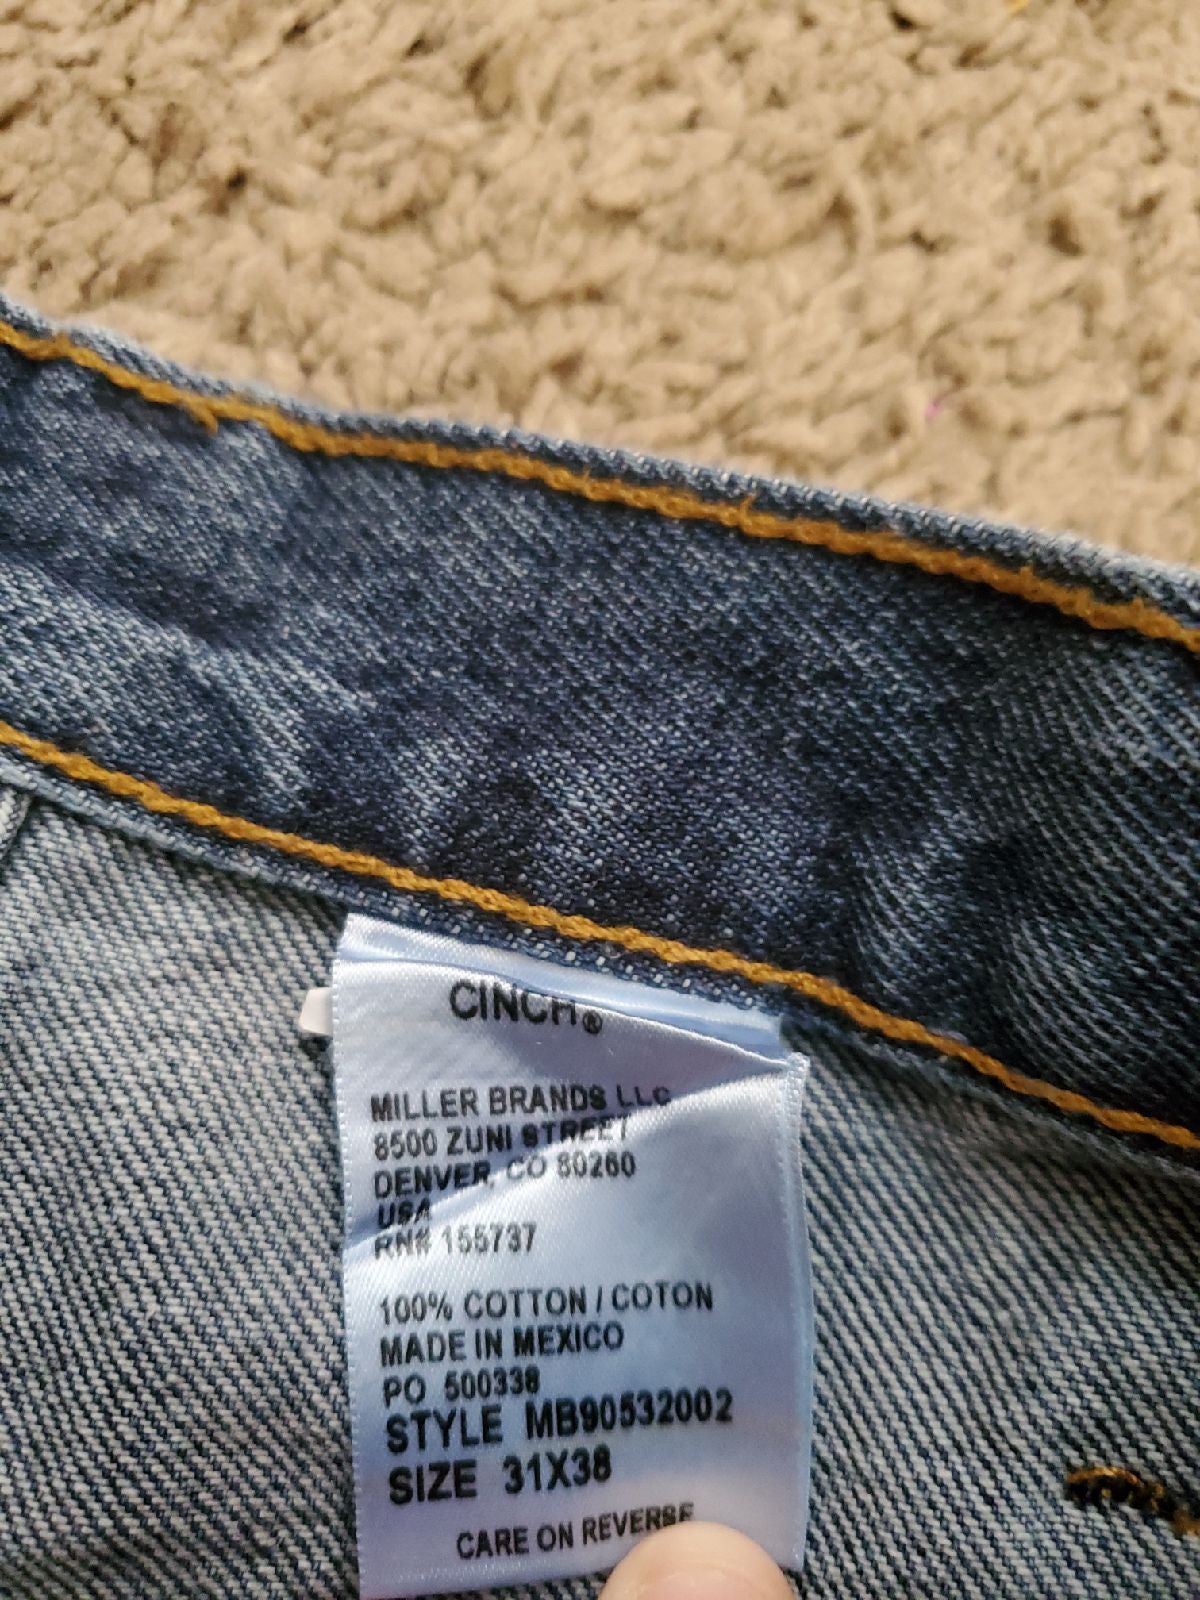 CINCH®
MILLER BRANDS LLC
8500 ZUNI STREET
DENVER, CO 80260
USA
RN# 155737
100% COTTON / COTON
MADE IN MEXICO
PO 500338
STYLE MB90532002
SIZE 31X38
CARE ON REVERSE